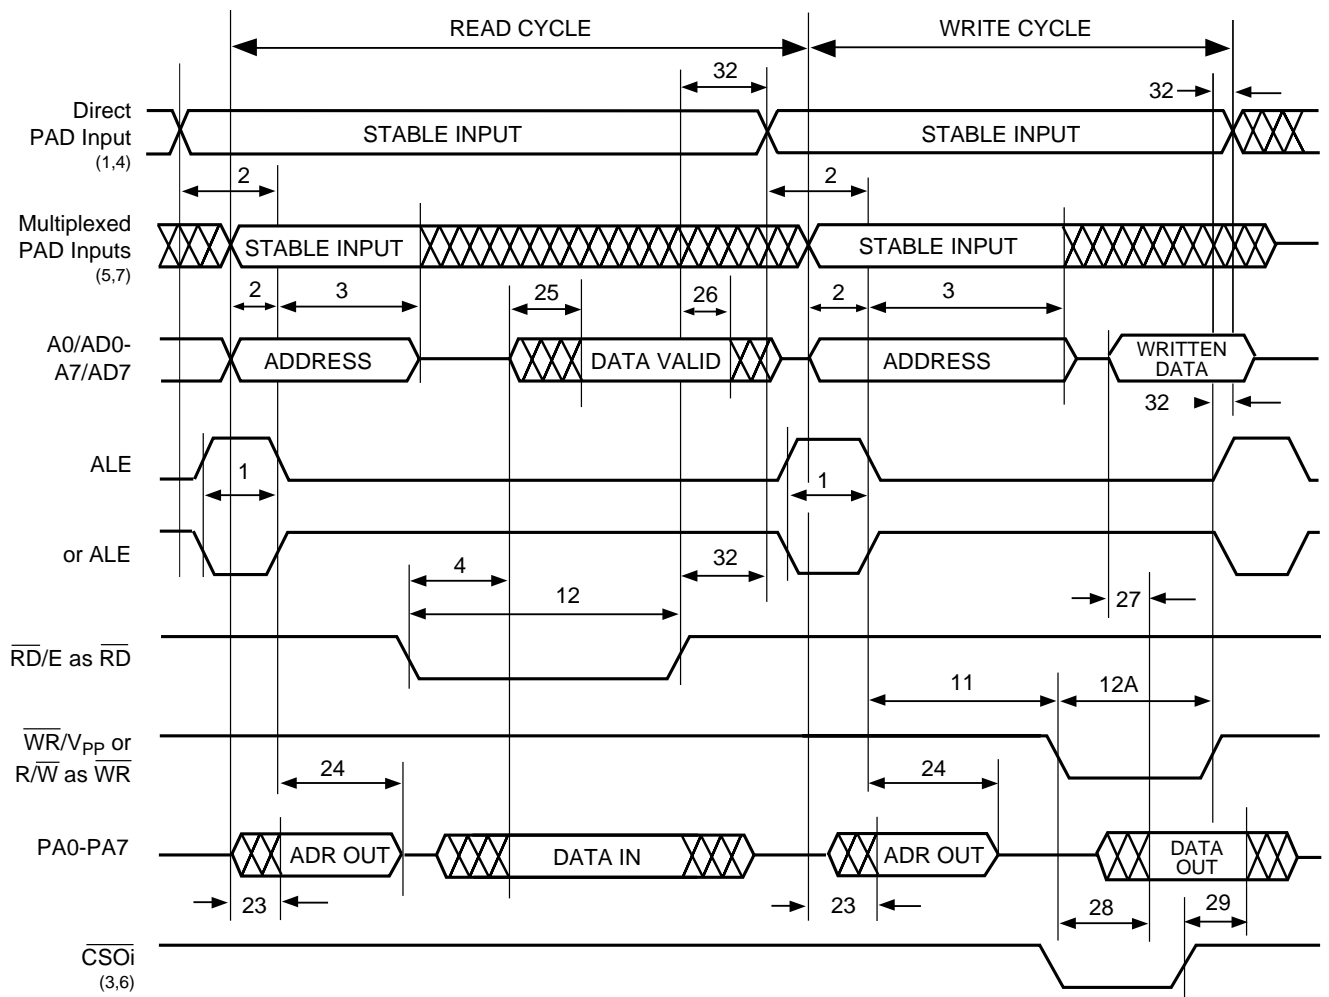 READ CYCLE WRITE CYCLE
32 32
Direct
PAD Input
(1,4)
STABLE INPUT STABLE INPUT
2 2
Multiplexed
PAD Inputs
(5,7)
STABLE INPUT STABLE INPUT
2 3 25 26 2 3
A0/AD0-
A7/AD7
ADDRESS DATA VALID ADDRESS WRITTEN
DATA
32
ALE
1 1
or ALE
4 32
12 27
RD/E as RD
11 12A
WR/VPP or
R/W as WR
24 24
PA0-PA7
ADR OUT DATA IN ADR OUT DATA
OUT
23 23 28 29
CSOi
(3,6)